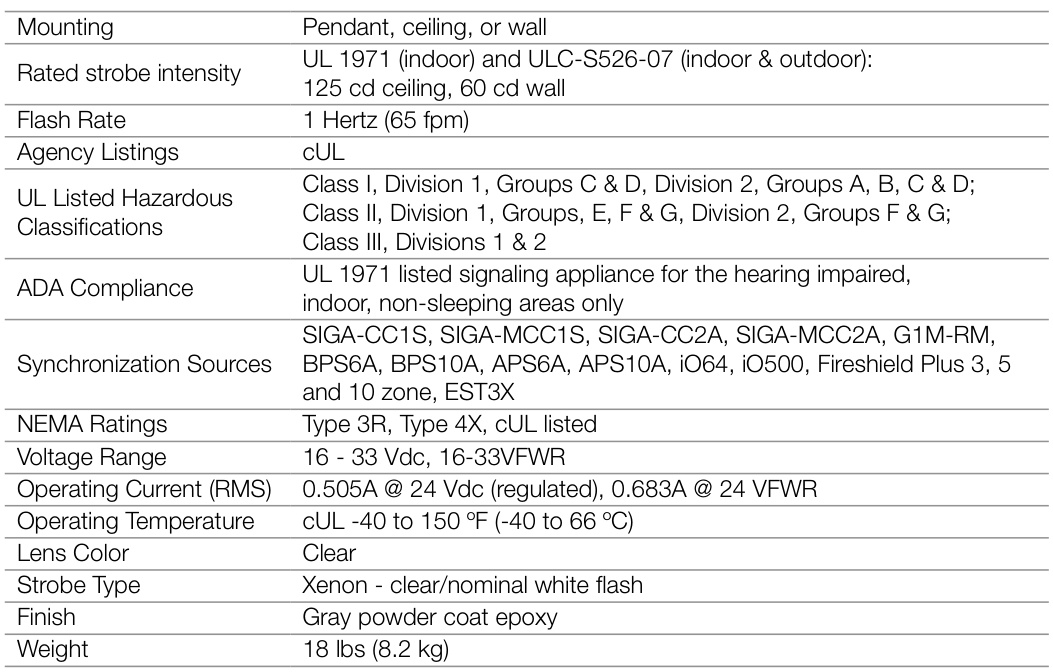 Mounting Pendant, ceiling, or wall
Rated strobe intensity UL 1971 (indoor) and ULC-S526-07 (indoor & outdoor):
125 cd ceiling, 60 cd wall
Flash Rate 1 Hertz (65 fpm)
Agency Listings cUL
UL Listed Hazardous Classifications Class I, Division 1, Groups C & D, Division 2, Groups A, B, C & D;
Class II, Division 1, Groups, E, F & G, Division 2, Groups F & G;
Class III, Divisions 1 & 2
ADA Compliance UL 1971 listed signaling appliance for the hearing impaired,
indoor, non-sleeping areas only
Synchronization Sources SIGA-CC1S, SIGA-MCC1S, SIGA-CC2A, SIGA-MCC2A, G1M-RM,
BPS6A, BPS10A, APS6A, APS10A, iO64, iO500, Fireshield Plus 3, 5
and 10 zone, EST3X
NEMA Ratings Type 3R, Type 4X, cUL listed
Voltage Range 16 - 33 Vdc, 16-33VFWR
Operating Current (RMS) 0.505A @ 24 Vdc (regulated), 0.683A @ 24 VFWR
Operating Temperature cUL -40 to 150 ºF (-40 to 66 ºC)
Lens Color Clear
Strobe Type Xenon - clear/nominal white flash
Finish Gray powder coat epoxy
Weight 18 lbs (8.2 kg)